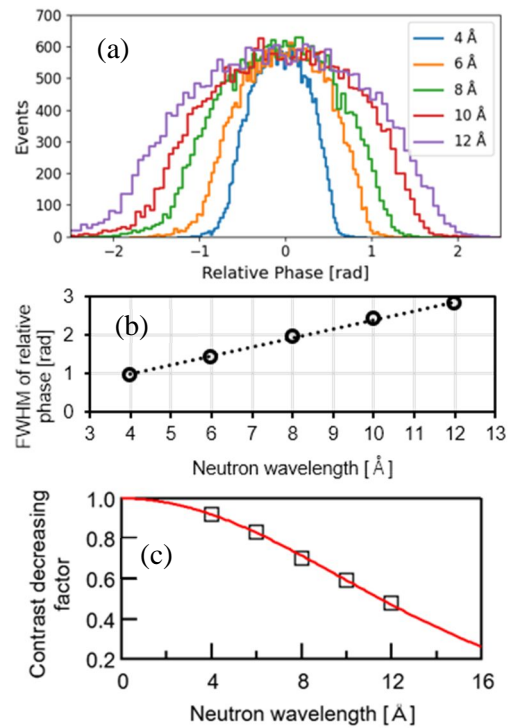 700
600
500
400
300
200
100
0
Events
(a)
4 Å
6 Å
8 Å
10 Å
12 Å
−2
−1
0
1
2
Relative Phase [rad]
3
2
1
0
FWHM of relative
phase [rad]
(b)
3
4
5
6
7
8
9
10
11
12
13
Neutron wavelength [Å]
1.0
0.8
0.6
0.4
0.2
Contrast decreasing
factor
(c)
0
4
8
12
16
Neutron wavelength [Å]